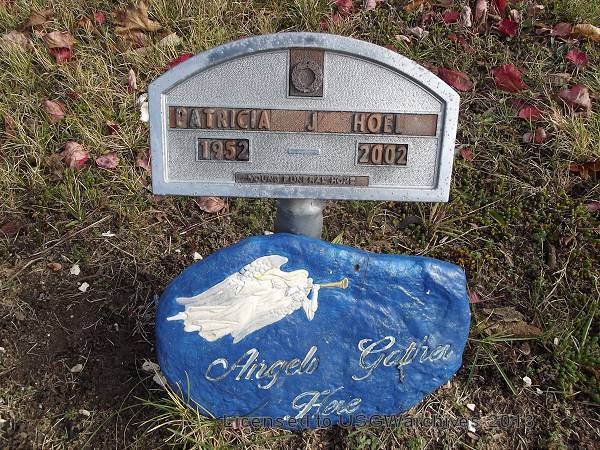 PATRICIA J HOEL
1952 2002
YOUNG FUNERAL HOME
Angels Gather
Here
Licensed to USGWarchives 2012